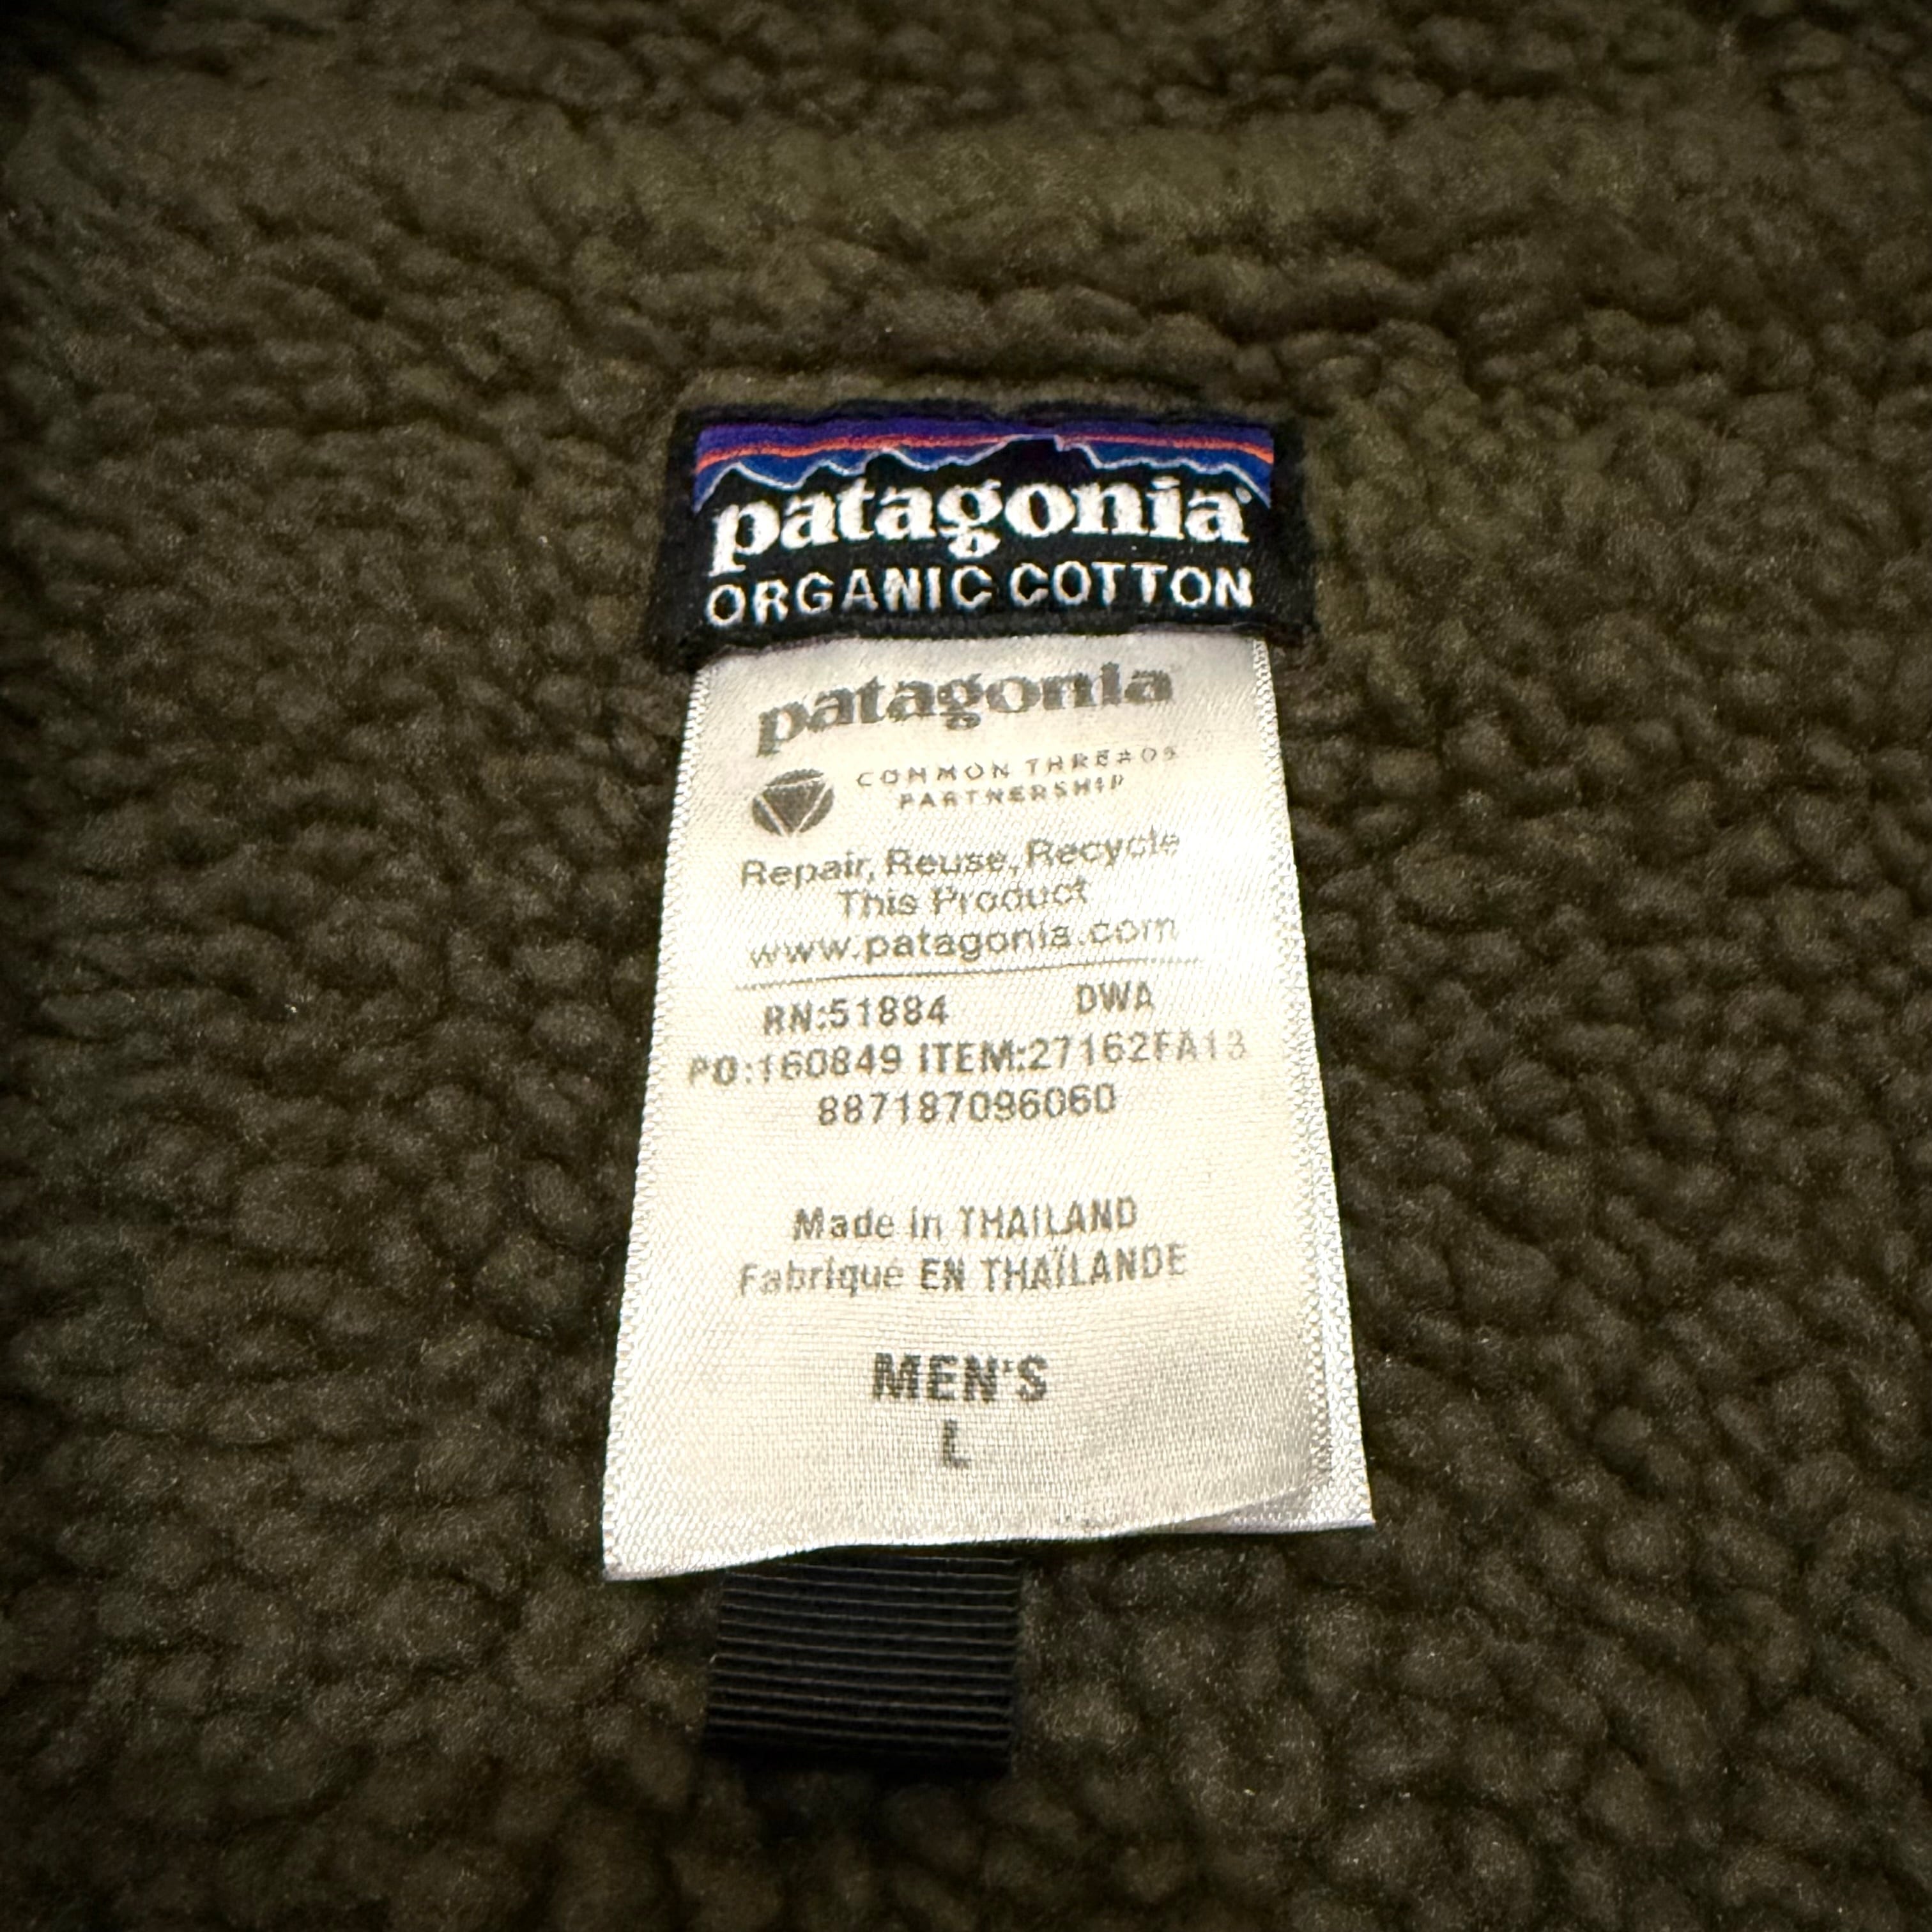 patagonia®
ORGANIC COTTON
patagonia
COMMON THREADS
PARTNERSHIP
Repair, Reuse, Recycle
This Product
www.patagonia.com
RN:51884 DWA
PO:160849 ITEM:27162FA13
887187096060
Made in THAILAND
Fabriqué EN THAÏLANDE
MEN'S
L